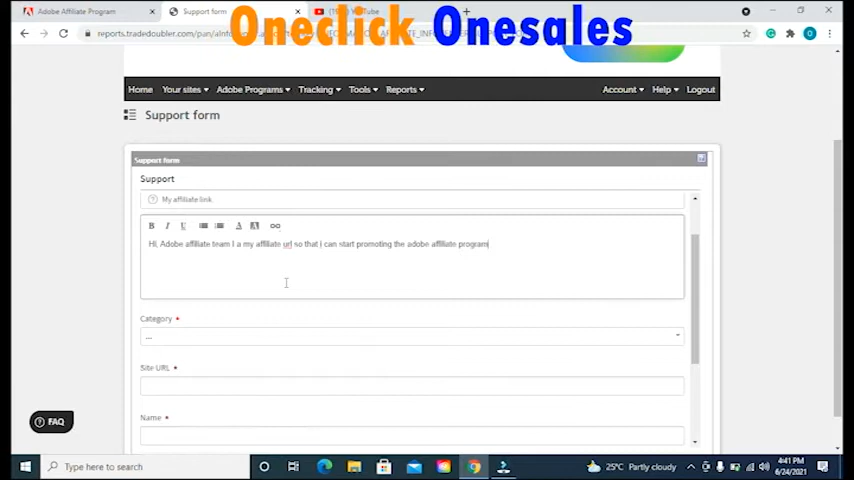 Adobe Affiliate Program
Support form
Oneclick Onesales
Home
Your sites
Adobe Programs
Tracking
Tools
Reports
Account
Help
Logout
Support form
Support form
Support
My affiliate link
B I U A A
Hi, Adobe affiliate team I a my affiliate url so that i can start promoting the adobe affiliate program
Category *
...
Site URL *
Name *
FAQ
Type here to search
25°C Partly cloudy
4:41 PM
6/24/2021